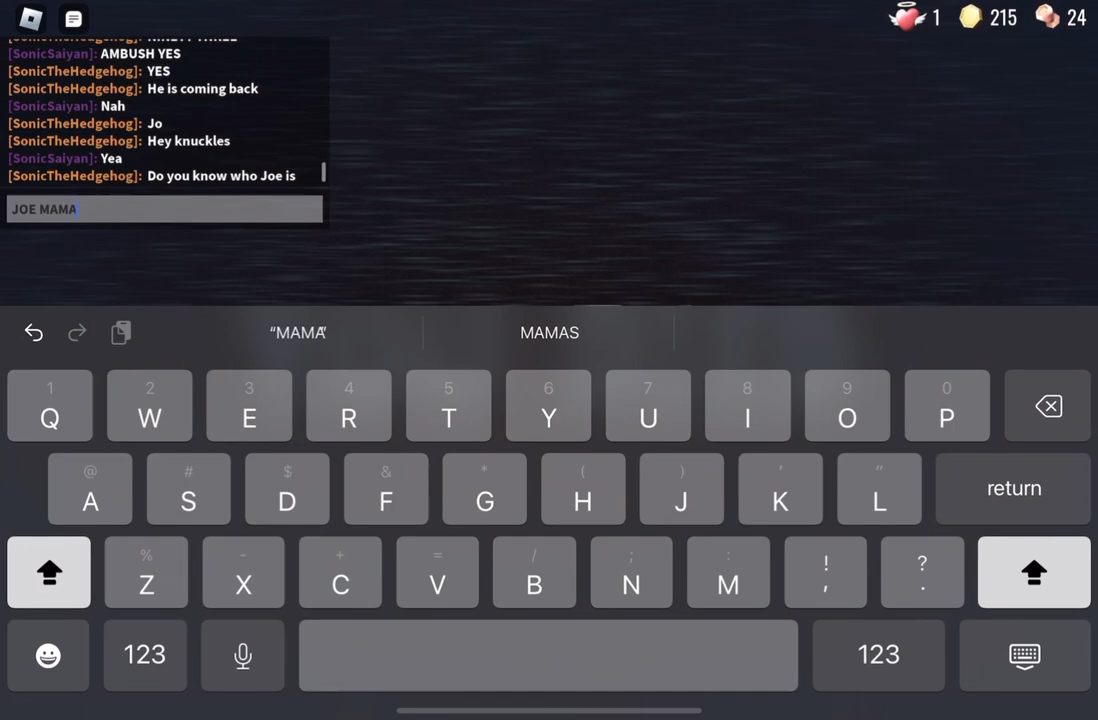 1 215 24
[SonicSaiyan]: AMBUSH YES
[SonicTheHedgehog]: YES
[SonicTheHedgehog]: He is coming back
[SonicSaiyan]: Nah
[SonicTheHedgehog]: Jo
[SonicTheHedgehog]: Hey knuckles
[SonicSaiyan]: Yea
[SonicTheHedgehog]: Do you know who Joe is
JOE MAMA
“MAMA” MAMAS
1 2 3 4 5 6 7 8 9 0
Q W E R T Y U I O P
@ # $ & * ( ) ' "
A S D F G H J K L return
% - + = / ; : ! ?
Z X C V B N M , .
123 123